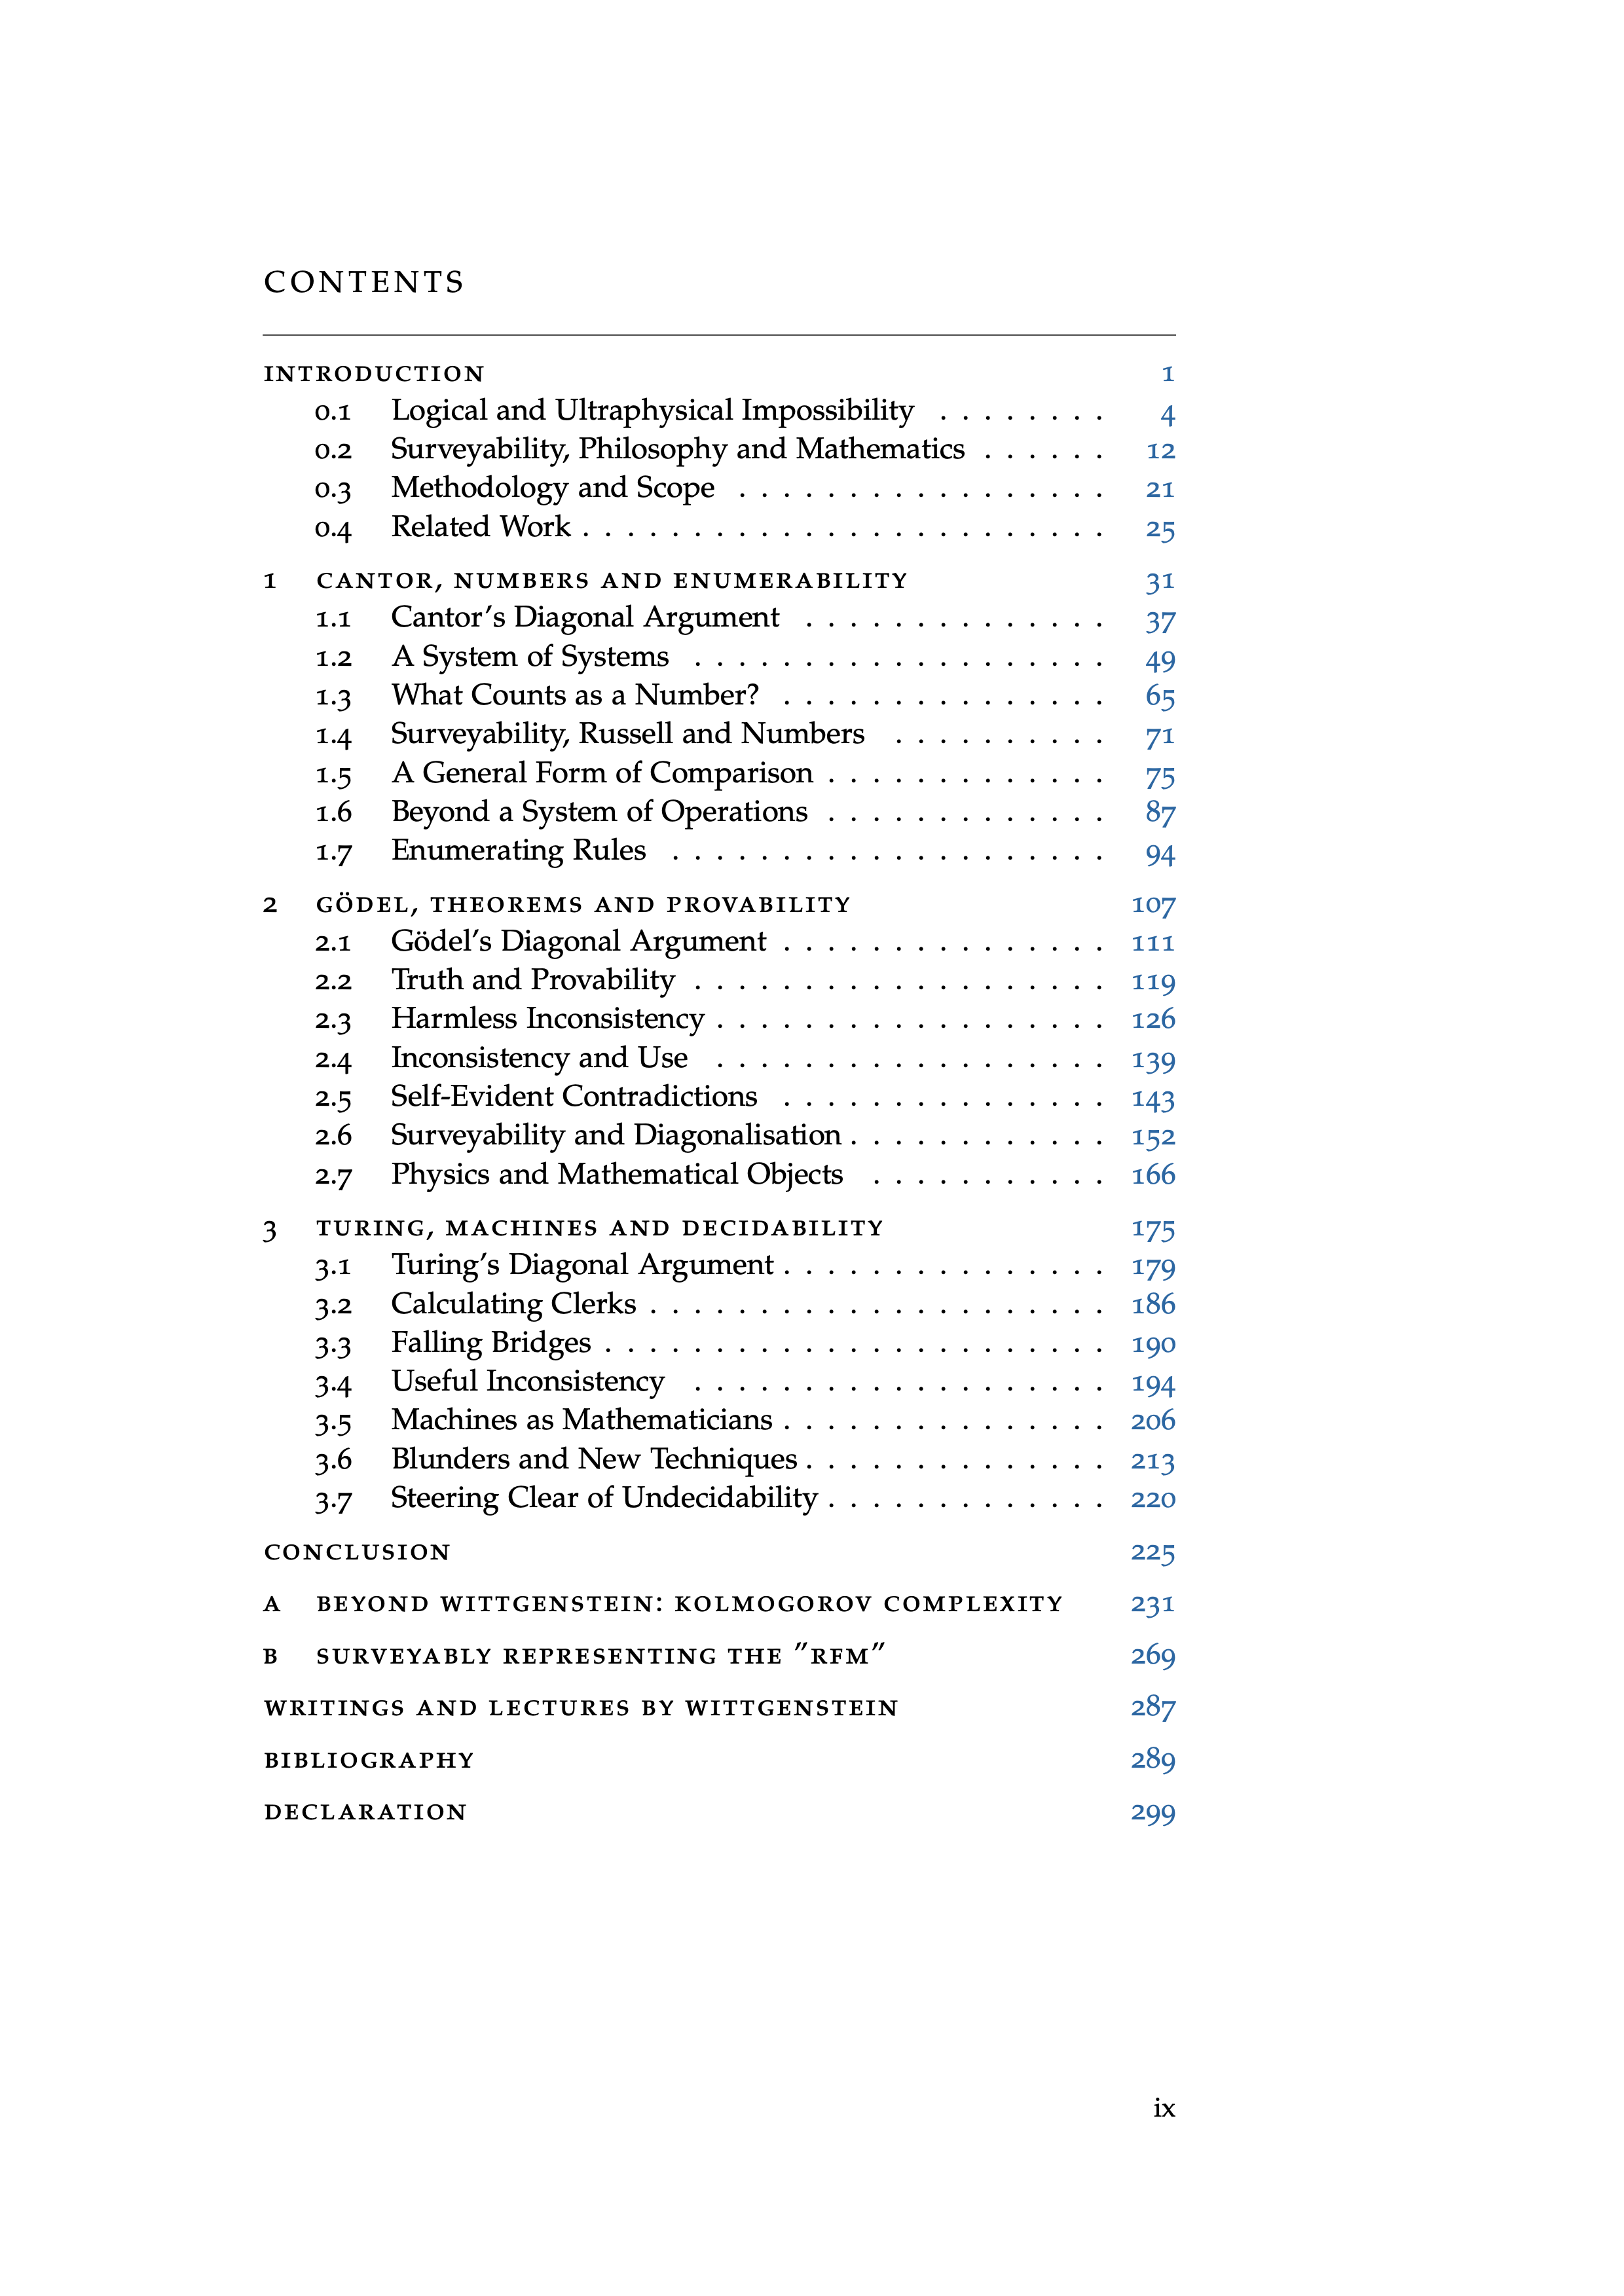 CONTENTS
INTRODUCTION 1
0.1 Logical and Ultraphysical Impossibility . . . . . . . . 4
0.2 Surveyability, Philosophy and Mathematics . . . . . . 12
0.3 Methodology and Scope . . . . . . . . . . . . . . . . . 21
0.4 Related Work . . . . . . . . . . . . . . . . . . . . . . . . 25
1 CANTOR, NUMBERS AND ENUMERABILITY 31
1.1 Cantor's Diagonal Argument . . . . . . . . . . . . . . 37
1.2 A System of Systems . . . . . . . . . . . . . . . . . . . 49
1.3 What Counts as a Number? . . . . . . . . . . . . . . . 65
1.4 Surveyability, Russell and Numbers . . . . . . . . . . 71
1.5 A General Form of Comparison . . . . . . . . . . . . . 75
1.6 Beyond a System of Operations . . . . . . . . . . . . . 87
1.7 Enumerating Rules . . . . . . . . . . . . . . . . . . . . 94
2 GÖDEL, THEOREMS AND PROVABILITY 107
2.1 Gödel's Diagonal Argument . . . . . . . . . . . . . . . 111
2.2 Truth and Provability . . . . . . . . . . . . . . . . . . . 119
2.3 Harmless Inconsistency . . . . . . . . . . . . . . . . . . 126
2.4 Inconsistency and Use . . . . . . . . . . . . . . . . . . 139
2.5 Self-Evident Contradictions . . . . . . . . . . . . . . . 143
2.6 Surveyability and Diagonalisation . . . . . . . . . . . . 152
2.7 Physics and Mathematical Objects . . . . . . . . . . . 166
3 TURING, MACHINES AND DECIDABILITY 175
3.1 Turing's Diagonal Argument . . . . . . . . . . . . . . . 179
3.2 Calculating Clerks . . . . . . . . . . . . . . . . . . . . . 186
3.3 Falling Bridges . . . . . . . . . . . . . . . . . . . . . . . 190
3.4 Useful Inconsistency . . . . . . . . . . . . . . . . . . . 194
3.5 Machines as Mathematicians . . . . . . . . . . . . . . . 206
3.6 Blunders and New Techniques . . . . . . . . . . . . . . 213
3.7 Steering Clear of Undecidability . . . . . . . . . . . . . 220
CONCLUSION 225
A BEYOND WITTGENSTEIN: KOLMOGOROV COMPLEXITY 231
B SURVEYABLY REPRESENTING THE "RFM" 269
WRITINGS AND LECTURES BY WITTGENSTEIN 287
BIBLIOGRAPHY 289
DECLARATION 299
ix